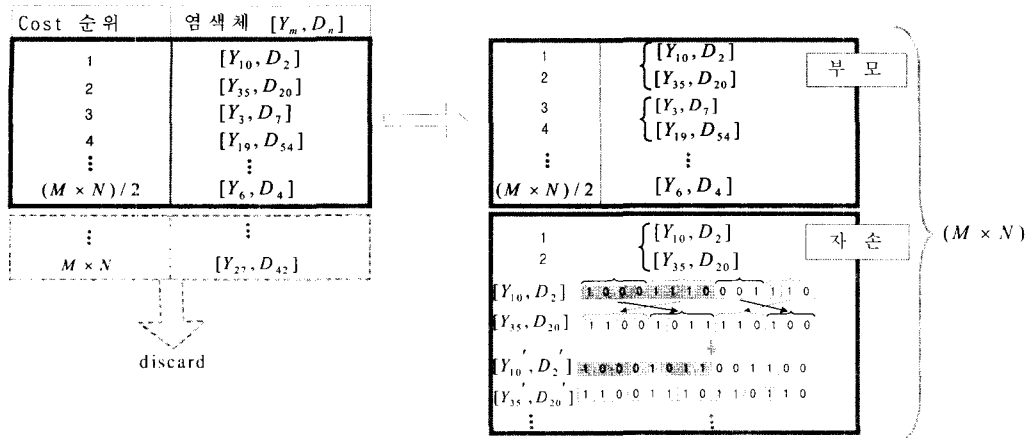 Cost 순위 염색체 [Y_m, D_n]
1 [Y_10, D_2]
2 [Y_35, D_20]
3 [Y_3, D_7]
4 [Y_19, D_54]
⋮ ⋮
(M × N)/2 [Y_6, D_4]
⋮ ⋮
M × N [Y_27, D_42]
discard
부모
1 [Y_10, D_2]
2 [Y_35, D_20]
3 [Y_3, D_7]
4 [Y_19, D_54]
⋮ ⋮
(M × N)/2 [Y_6, D_4]
자손
1 [Y_10, D_2]
2 [Y_35, D_20]
[Y_10, D_2] 1 0 0 0 1 1 1 0 0 0 1 1 1 0
[Y_35, D_20] 1 1 0 0 1 0 1 1 1 1 0 1 0 0
[Y_10', D_2'] 1 0 0 0 1 0 1 1 0 0 1 1 0 0
[Y_35', D_20'] 1 1 0 0 1 1 1 0 1 1 0 1 1 0
⋮ ⋮
(M × N)